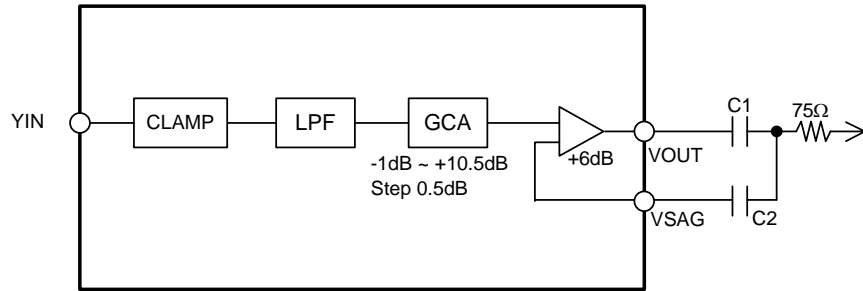 YIN
CLAMP
LPF
GCA
-1dB ~ +10.5dB
Step 0.5dB
+6dB
VOUT
VSAG
C1
75Ω
C2